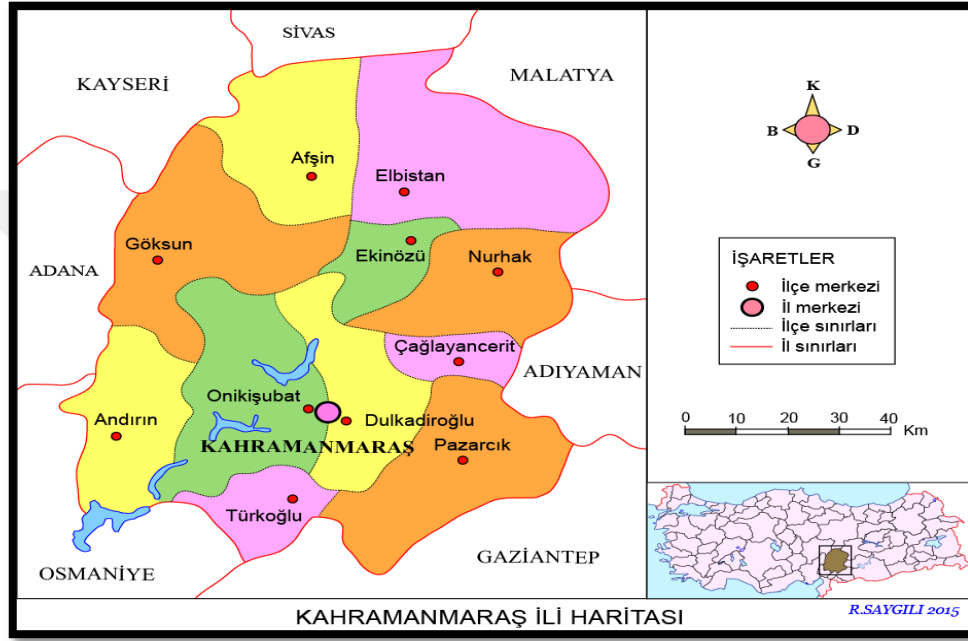 SİVAS
KAYSERİ
MALATYA
Afşin
Elbistan
Göksun
Ekinözü
Nurhak
ADANA
Çağlayancerit
ADIYAMAN
Onikişubat
Andırın
Dulkadiroğlu
KAHRAMANMARAŞ
Pazarcık
Türkoğlu
GAZİANTEP
OSMANİYE
K
B D
G
İŞARETLER
İlçe merkezi
İl merkezi
İlçe sınırları
İl sınırları
0 10 20 30 40 Km
KAHRAMANMARAŞ İLİ HARİTASI
R.SAYGILI 2015